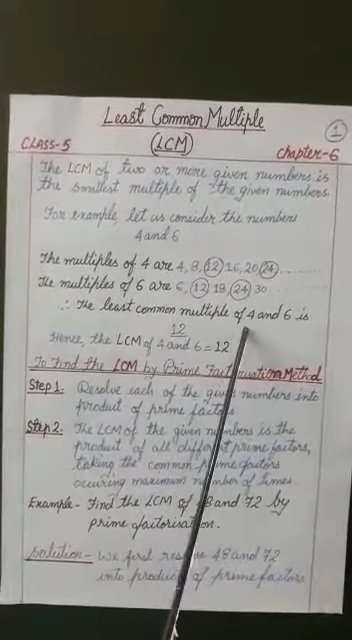 Least Common Multiple
1
CLASS-5
(LCM)
Chapter-6
The LCM of two or more given numbers is
the smallest multiple of the given numbers.
For example, let us consider the numbers
4 and 6
The multiples of 4 are 4, 8, 12, 16, 20, 24 ........
The multiples of 6 are 6, 12, 18, 24, 30 ........
∴ The least common multiple of 4 and 6 is
12
Hence, the LCM of 4 and 6 = 12
To find the LCM by Prime Factorisation Method
Step 1. Resolve each of the given numbers into
product of prime factors
Step 2. The LCM of the given numbers is the
product of all different prime factors,
taking the common prime factors
occuring maximum number of times.
Example - Find the LCM of 48 and 72 by
prime factorisation.
Solution - We first resolve 48 and 72
into product of prime factors